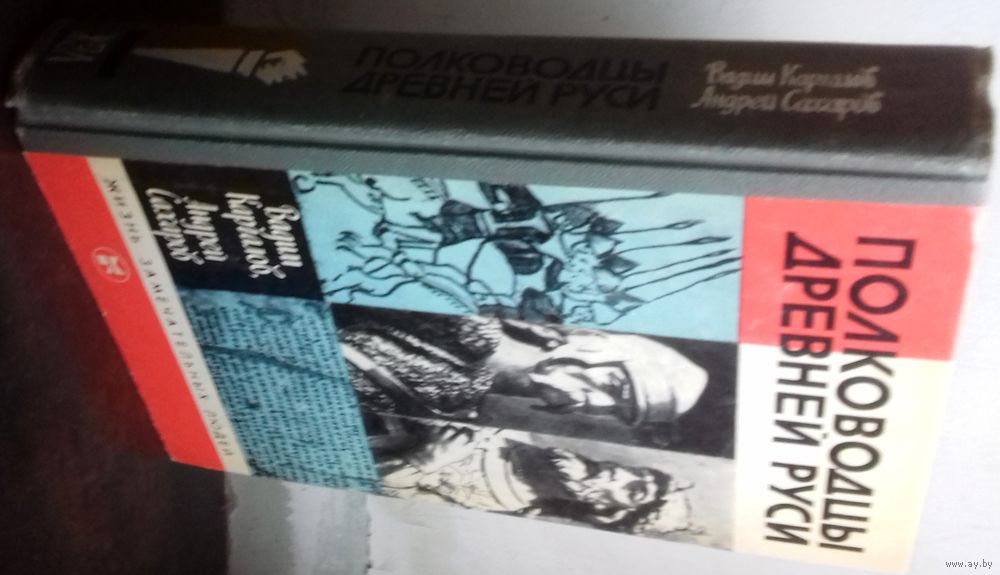 ПОЛКОВОДЦЫ
ДРЕВНЕЙ РУСИ
Вадим Каргалов
Андрей Сахаров
ПОЛКОВОДЦЫ
ДРЕВНЕЙ РУСИ
Вадим
Каргалов,
Андрей
Сахаров
ЖИЗНЬ ЗАМЕЧАТЕЛЬНЫХ ЛЮДЕЙ
www.ay.by